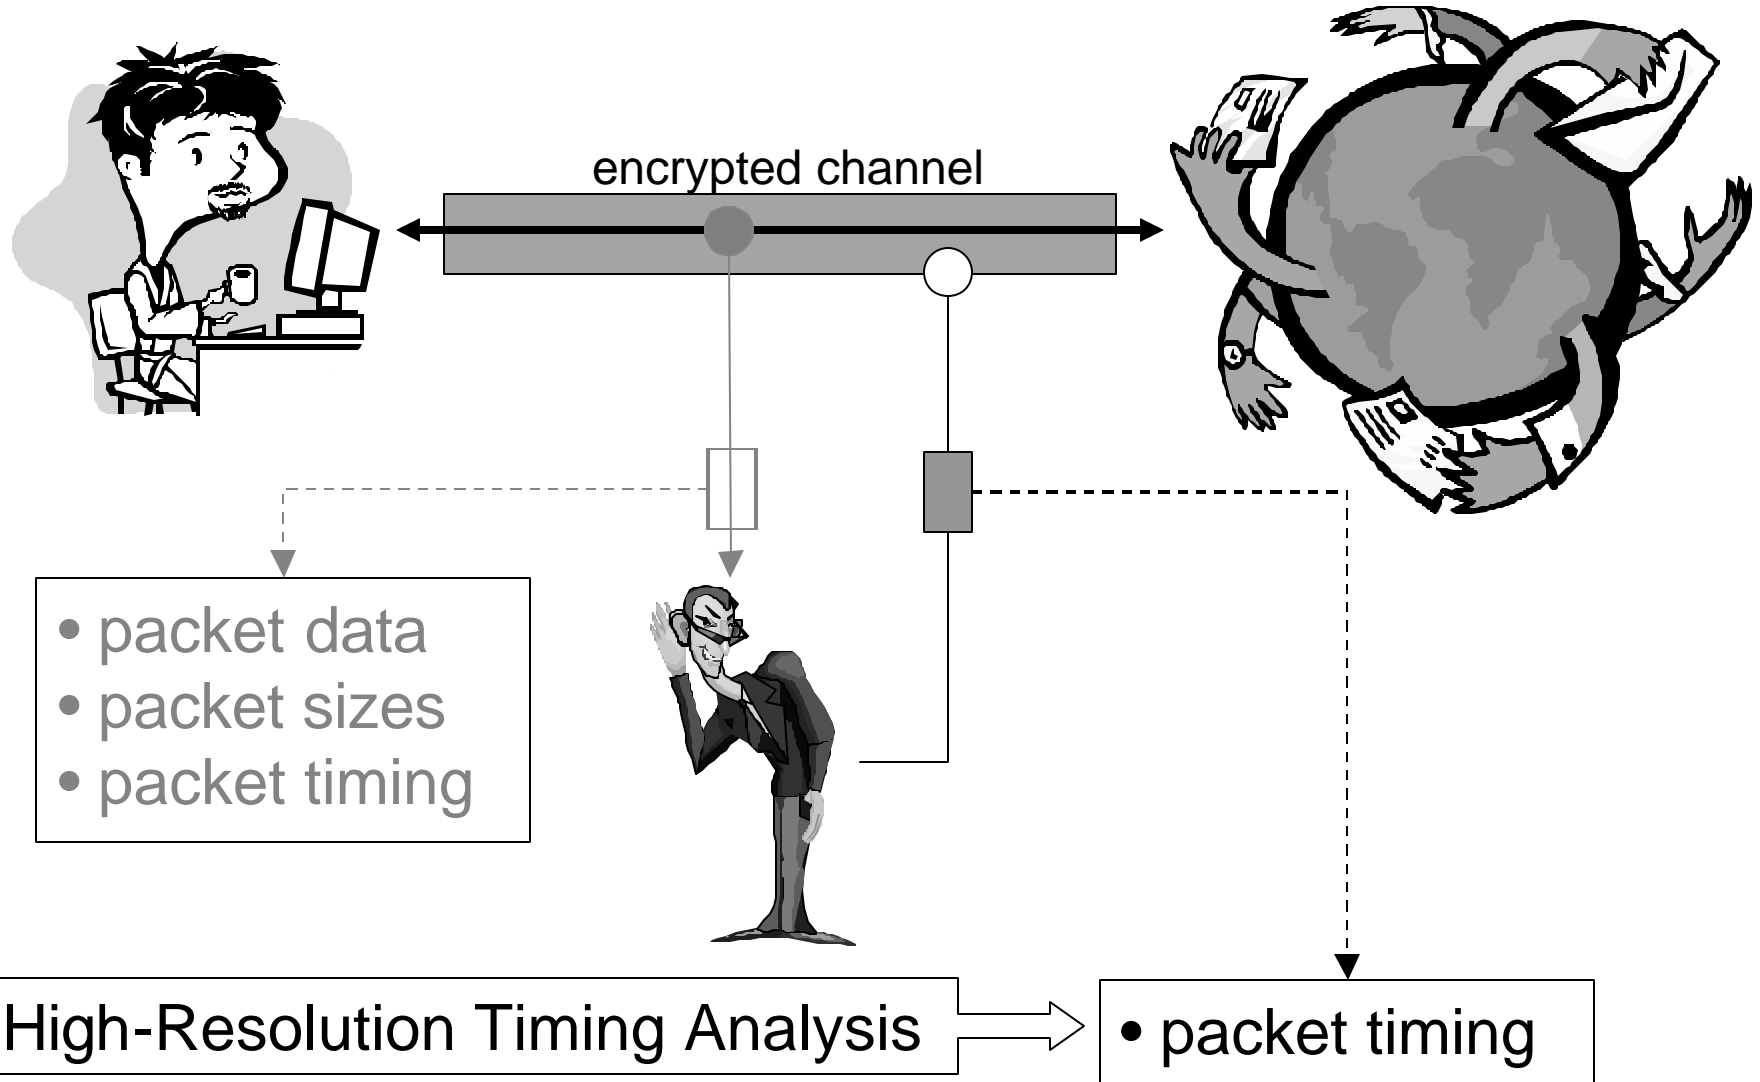 encrypted channel
• packet data
• packet sizes
• packet timing
High-Resolution Timing Analysis
• packet timing